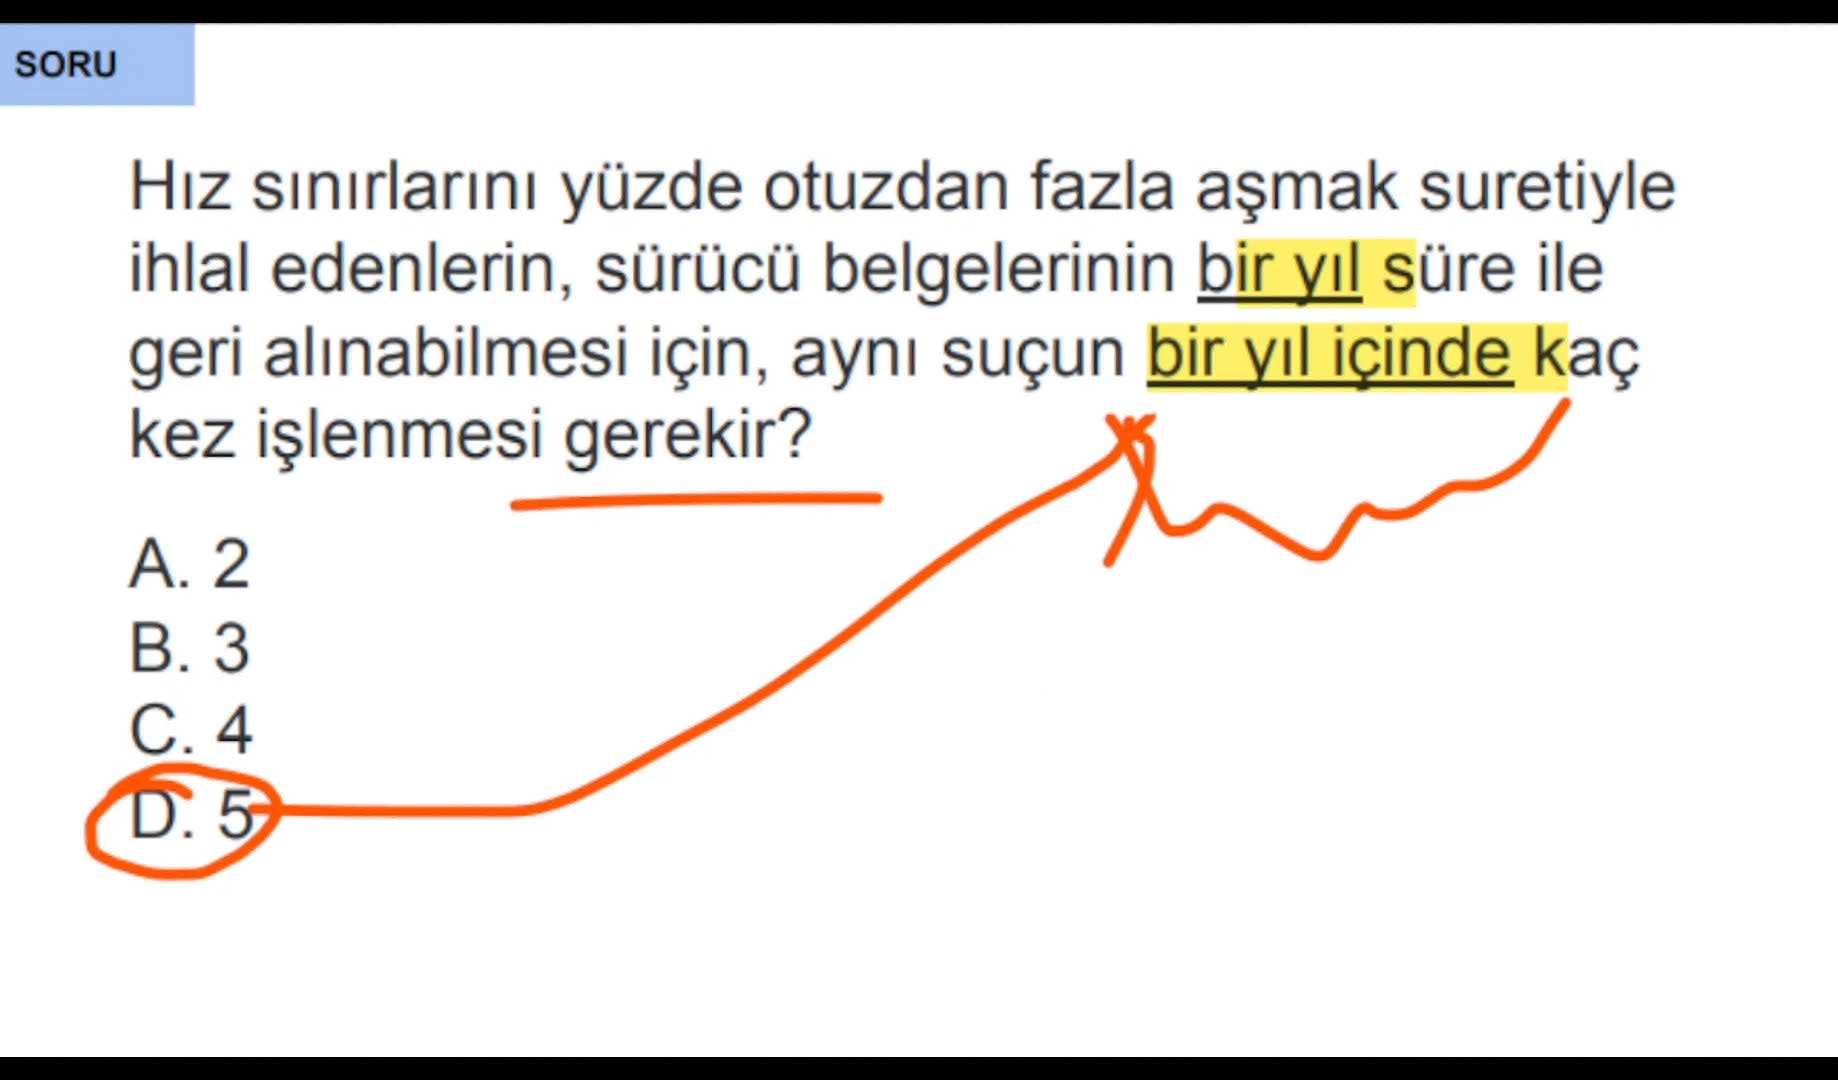 SORU
Hız sınırlarını yüzde otuzdan fazla aşmak suretiyle
ihlal edenlerin, sürücü belgelerinin bir yıl süre ile
geri alınabilmesi için, aynı suçun bir yıl içinde kaç
kez işlenmesi gerekir?
A. 2
B. 3
C. 4
D. 5